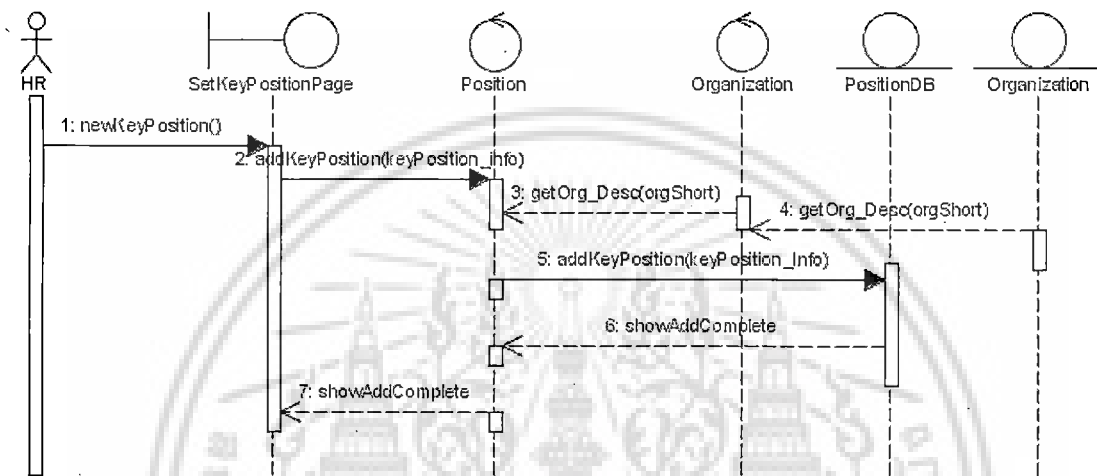 HR
SetKeyPositionPage
Position
Organization
PositionDB
Organization
1: newKeyPosition()
2: addKeyPosition(keyPosition_info)
3: getOrg_Desc(orgShort)
4: getOrg_Desc(orgShort)
5: addKeyPosition(keyPosition_Info)
6: showAddComplete
7: showAddComplete